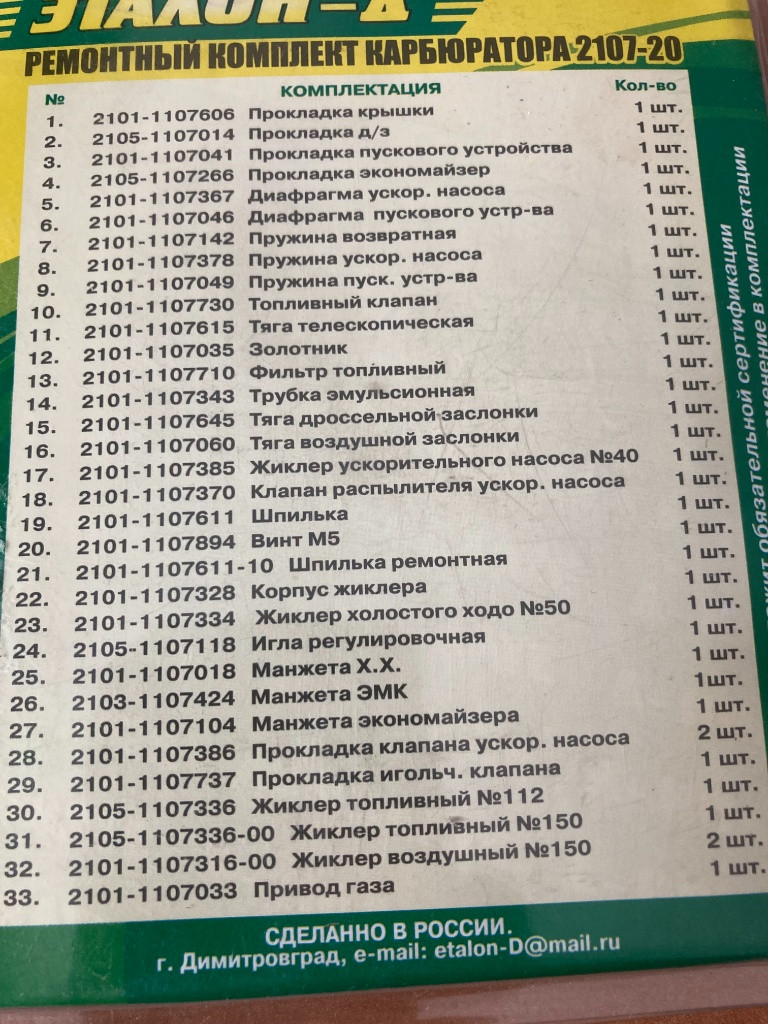 ЭТАЛОН-Д
РЕМОНТНЫЙ КОМПЛЕКТ КАРБЮРАТОРА 2107-20
№ КОМПЛЕКТАЦИЯ Кол-во
1. 2101-1107606 Прокладка крышки 1 шт.
2. 2105-1107014 Прокладка д/з 1 шт.
3. 2101-1107041 Прокладка пускового устройства 1 шт.
4. 2105-1107266 Прокладка экономайзер 1 шт.
5. 2101-1107367 Диафрагма ускор. насоса 1 шт.
6. 2101-1107046 Диафрагма пускового устр-ва 1 шт.
7. 2101-1107142 Пружина возвратная 1 шт.
8. 2101-1107378 Пружина ускор. насоса 1 шт.
9. 2101-1107049 Пружина пуск. устр-ва 1 шт.
10. 2101-1107730 Топливный клапан 1 шт.
11. 2101-1107615 Тяга телескопическая 1 шт.
12. 2101-1107035 Золотник 1 шт.
13. 2101-1107710 Фильтр топливный 1 шт.
14. 2101-1107343 Трубка эмульсионная 1 шт.
15. 2101-1107645 Тяга дроссельной заслонки 1 шт.
16. 2101-1107060 Тяга воздушной заслонки 1 шт.
17. 2101-1107385 Жиклер ускорительного насоса №40 1 шт.
18. 2101-1107370 Клапан распылителя ускор. насоса 1 шт.
19. 2101-1107611 Шпилька 1 шт.
20. 2101-1107894 Винт М5 1 шт.
21. 2101-1107611-10 Шпилька ремонтная 1 шт.
22. 2101-1107328 Корпус жиклера 1 шт.
23. 2101-1107334 Жиклер холостого ходо №50 1 шт.
24. 2105-1107118 Игла регулировочная 1 шт.
25. 2101-1107018 Манжета Х.Х. 1 шт.
26. 2103-1107424 Манжета ЭМК 1шт.
27. 2101-1107104 Манжета экономайзера 1 шт.
28. 2101-1107386 Прокладка клапана ускор. насоса 2 шт.
29. 2101-1107737 Прокладка игольч. клапана 1 шт.
30. 2105-1107336 Жиклер топливный №112 1 шт.
31. 2105-1107336-00 Жиклер топливный №150 1 шт.
32. 2101-1107316-00 Жиклер воздушный №150 2 шт.
33. 2101-1107033 Привод газа 1 шт.
СДЕЛАНО В РОССИИ.
г. Димитровград, e-mail: etalon-D@mail.ru
обязательной сертификации
в комплектации